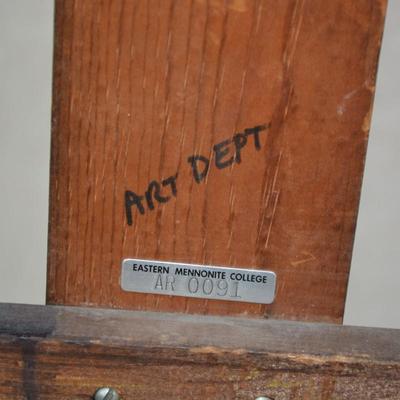 ART DEPT
EASTERN MENNONITE COLLEGE
AR 0091